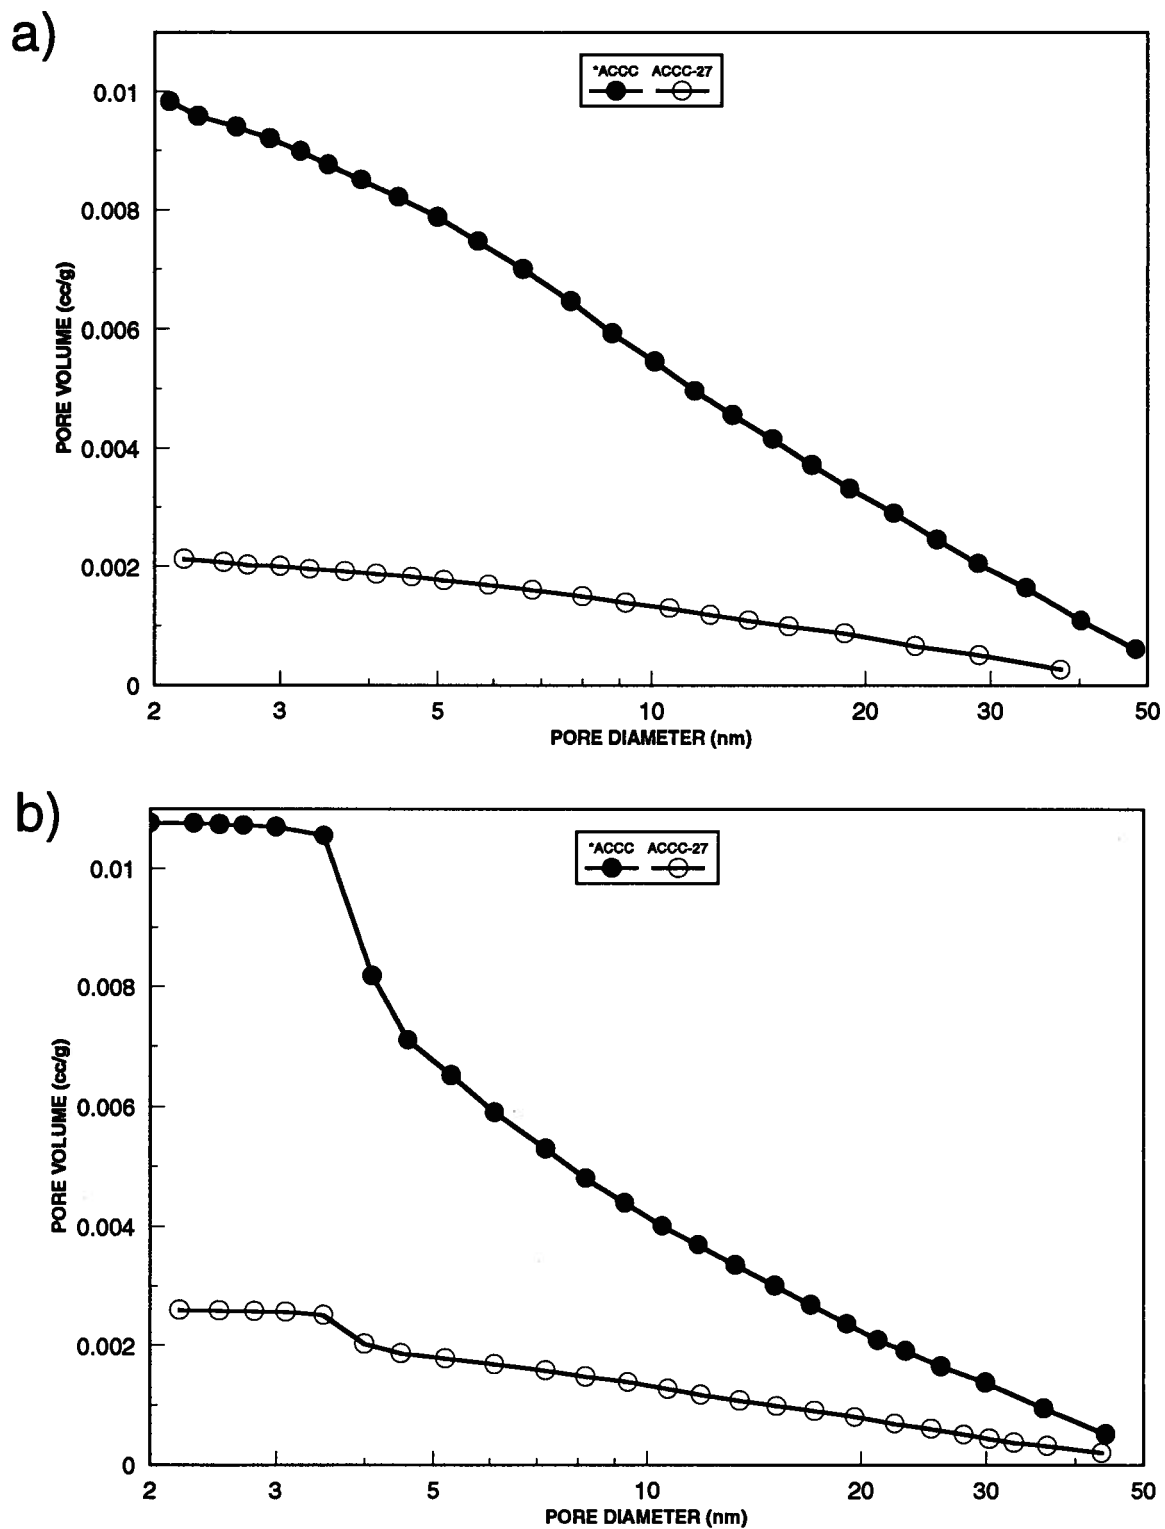 a)
*ACCC ACCC-27
0.01
0.008
0.006
0.004
0.002
0
PORE VOLUME (cc/g)
2 3 5 10 20 30 50
PORE DIAMETER (nm)
b)
*ACCC ACCC-27
0.01
0.008
0.006
0.004
0.002
0
PORE VOLUME (cc/g)
2 3 5 10 20 30 50
PORE DIAMETER (nm)